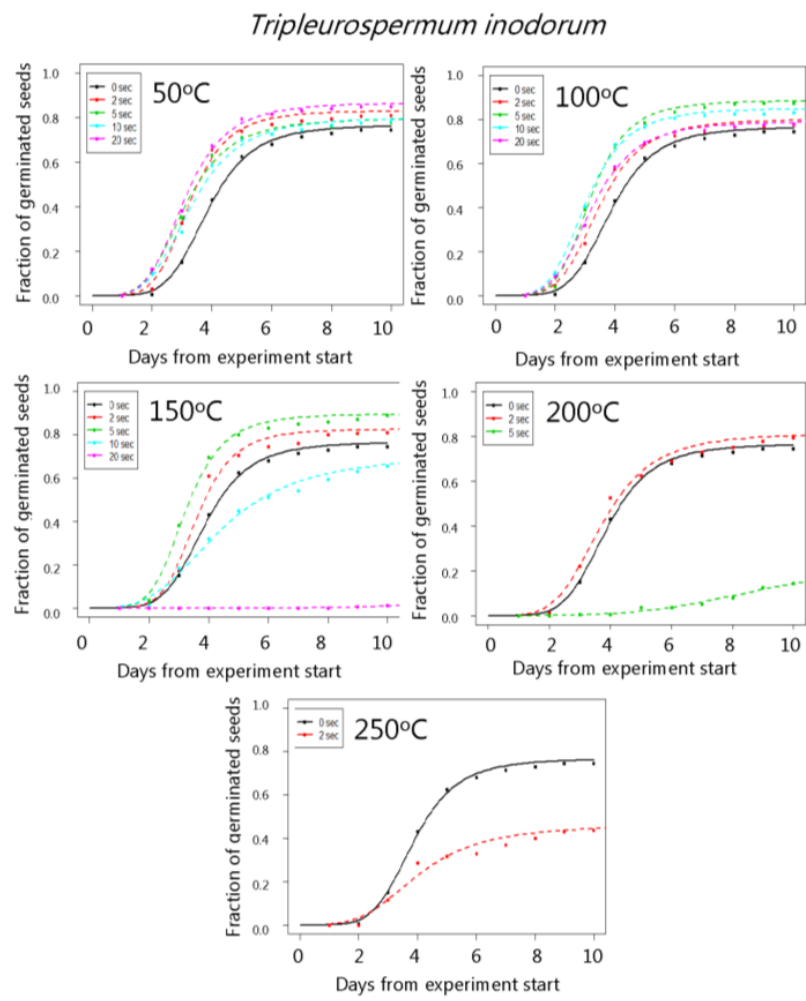 Tripleurospermum inodorum
50°C
0 sec
2 sec
5 sec
10 sec
20 sec
Fraction of germinated seeds
1.0
0.8
0.6
0.4
0.2
0.0
0 2 4 6 8 10
Days from experiment start
100°C
0 sec
2 sec
5 sec
10 sec
20 sec
Fraction of germinated seeds
1.0
0.8
0.6
0.4
0.2
0.0
0 2 4 6 8 10
Days from experiment start
150°C
0 sec
2 sec
5 sec
10 sec
20 sec
Fraction of germinated seeds
1.0
0.8
0.6
0.4
0.2
0.0
0 2 4 6 8 10
Days from experiment start
200°C
0 sec
2 sec
5 sec
Fraction of germinated seeds
1.0
0.8
0.6
0.4
0.2
0.0
0 2 4 6 8 10
Days from experiment start
250°C
0 sec
2 sec
Fraction of germinated seeds
1.0
0.8
0.6
0.4
0.2
0.0
0 2 4 6 8 10
Days from experiment start